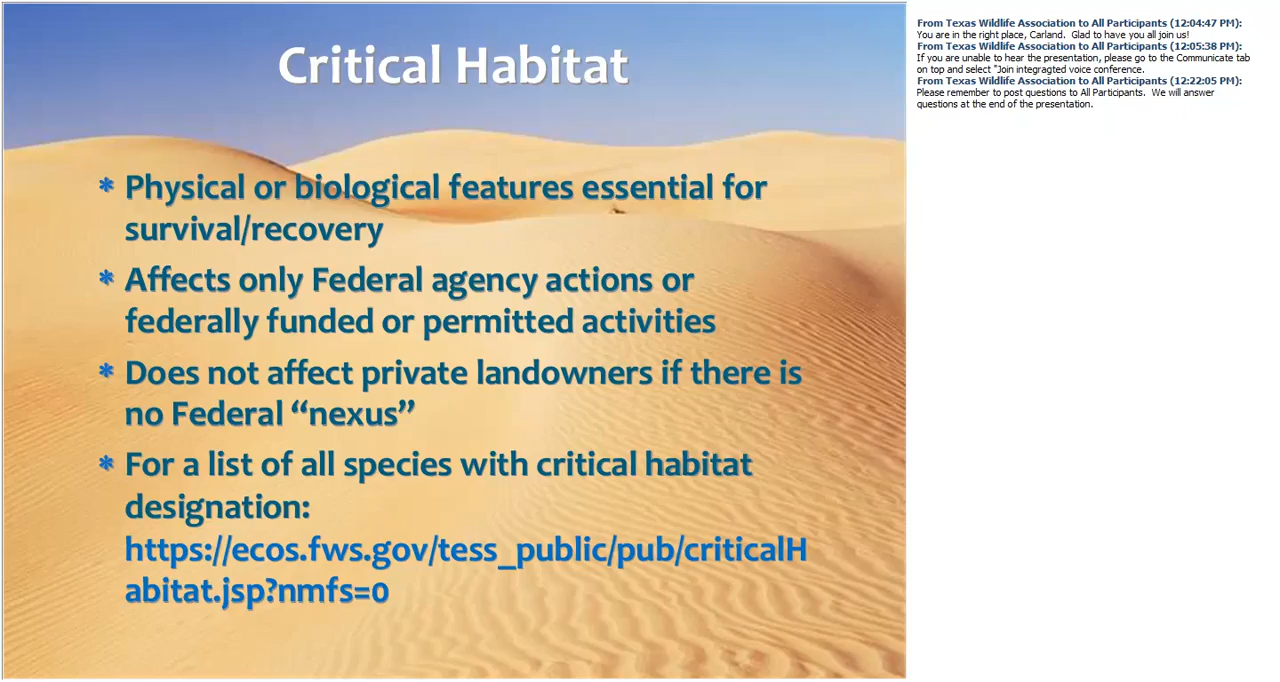 Critical Habitat
* Physical or biological features essential for
survival/recovery
* Affects only Federal agency actions or
federally funded or permitted activities
* Does not affect private landowners if there is
no Federal “nexus”
* For a list of all species with critical habitat
designation:
https://ecos.fws.gov/tess_public/pub/criticalH
abitat.jsp?nmfs=0
From Texas Wildlife Association to All Participants (12:04:47 PM):
You are in the right place, Carland.  Glad to have you all join us!
From Texas Wildlife Association to All Participants (12:05:38 PM):
If you are unable to hear the presentation, please go to the Communicate tab
on top and select "Join integragted voice conference.
From Texas Wildlife Association to All Participants (12:22:05 PM):
Please remember to post questions to All Participants.  We will answer
questions at the end of the presentation.